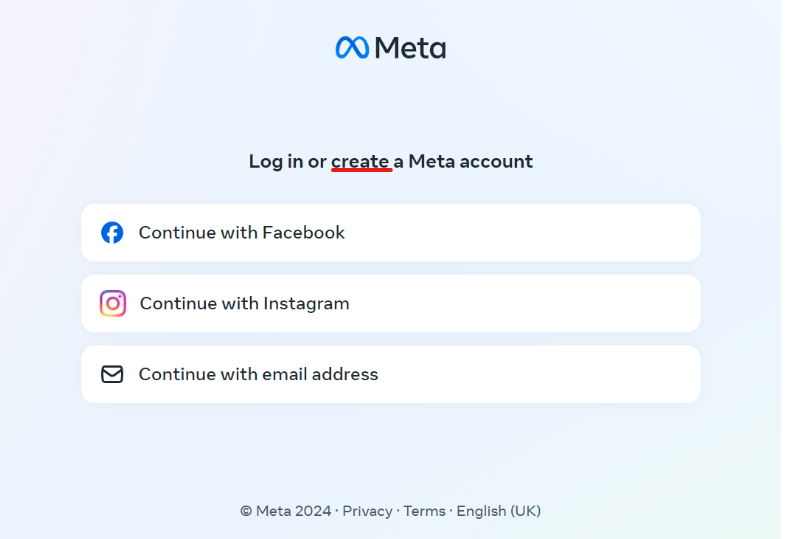 Meta
Log in or create a Meta account
Continue with Facebook
Continue with Instagram
Continue with email address
© Meta 2024 · Privacy · Terms · English (UK)